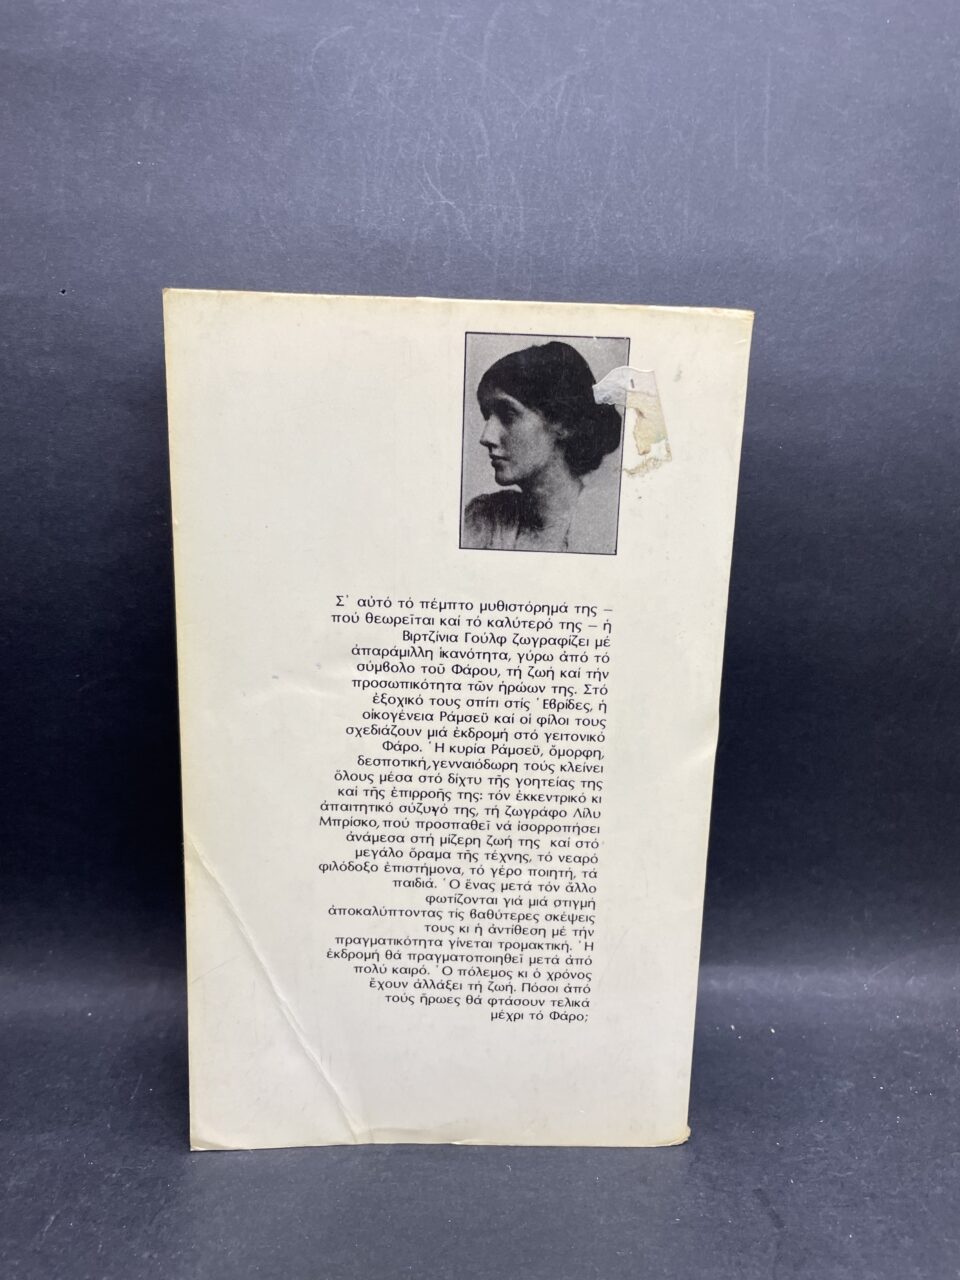 Σ' αὐτό τό πέμπτο μυθιστόρημά της –
πού θεωρεῖται καί τό καλύτερό της – ἡ
Βιρτζίνια Γούλφ ζωγραφίζει μέ
ἀπαράμιλλη ἱκανότητα, γύρω ἀπό τό
σύμβολο τοῦ Φάρου, τή ζωή καί τήν
προσωπικότητα τῶν ἡρώων της. Στό
ἐξοχικό τους σπίτι στίς Ἑβρίδες, ἡ
οἰκογένεια Ράμσεϋ καί οἱ φίλοι τους
σχεδιάζουν μιά ἐκδρομή στό γειτονικό
Φάρο. Ἡ κυρία Ράμσεϋ, ὄμορφη,
δεσποτική, γενναιόδωρη τούς κλείνει
ὅλους μέσα στό δίχτυ τῆς γοητείας της
καί τῆς ἐπιρροῆς της: τόν ἐκκεντρικό κι
ἀπαιτητικό σύζυγό της, τή ζωγράφο Λίλυ
Μπρίσκο, πού προσπαθεῖ νά ἰσορροπήσει
ἀνάμεσα στή μίζερη ζωή της καί στό
μεγάλο ὅραμα τῆς τέχνης, τό νεαρό
φιλόδοξο ἐπιστήμονα, τό γέρο ποιητή, τά
παιδιά. Ὁ ἕνας μετά τόν ἄλλο
φωτίζονται γιά μιά στιγμή
ἀποκαλύπτοντας τίς βαθύτερες σκέψεις
τους κι ἡ ἀντίθεση μέ τήν
πραγματικότητα γίνεται τρομακτική. Ἡ
ἐκδρομή θά πραγματοποιηθεῖ μετά ἀπό
πολύ καιρό. Ὁ πόλεμος κι ὁ χρόνος
ἔχουν ἀλλάξει τή ζωή. Πόσοι ἀπό
τούς ἥρωες θά φτάσουν τελικά
μέχρι τό Φάρο;